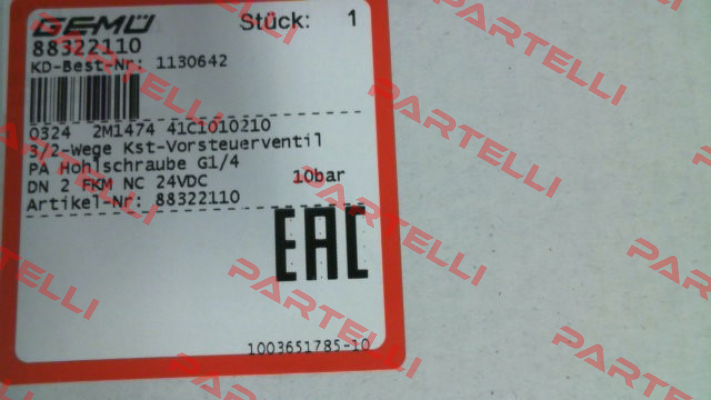 GEMÜ Stück: 1
88322110
KD-Best-Nr: 1130642
0324 2M1474 41C1010210
3/2-Wege Kst-Vorsteuerventil
PA Hohlschraube G1/4
DN 2 FKM NC 24VDC 10bar
Artikel-Nr: 88322110
EAC
1003651785-10
PARTELLI
PARTELLI
PARTELLI
PARTELLI
PARTELLI
PARTELLI
PARTELLI
PARTELLI
PARTELLI